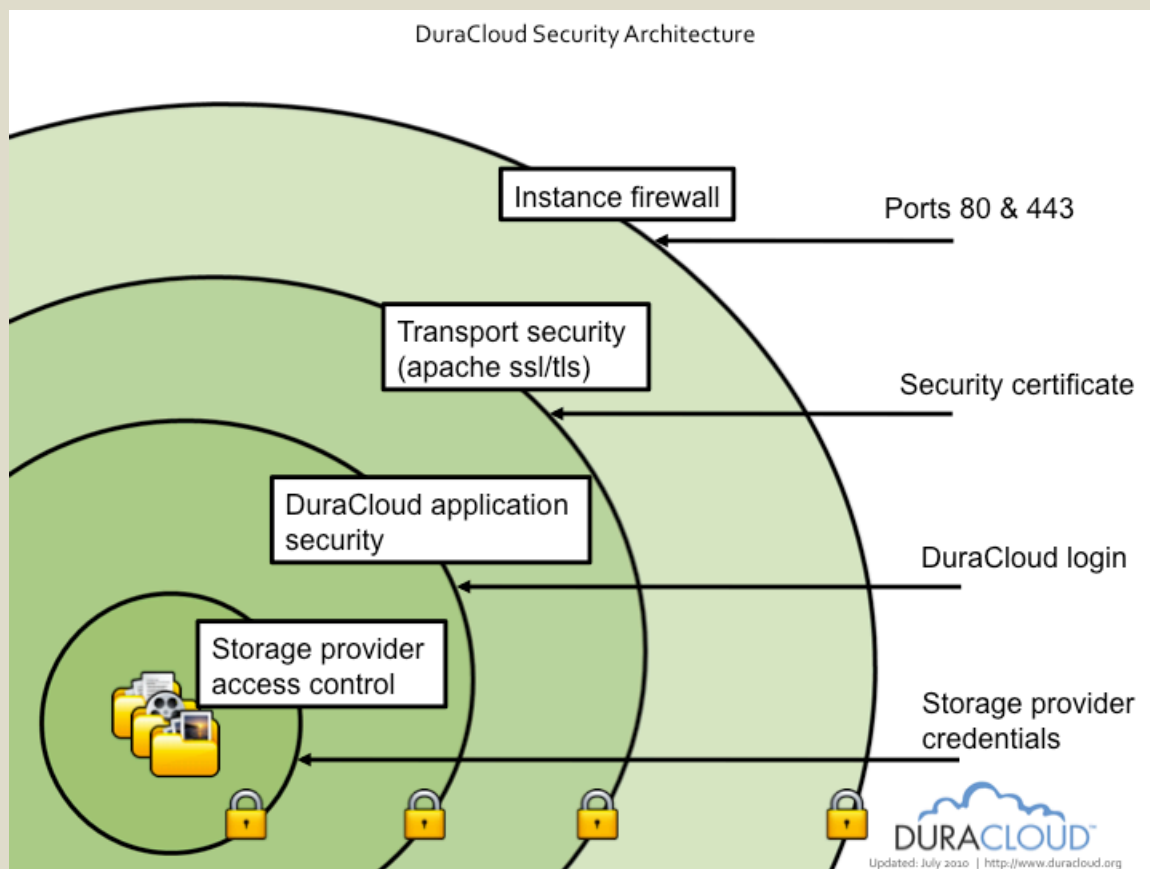 DuraCloud Security Architecture
Instance firewall
Ports 80 & 443
Transport security
(apache ssl/tls)
Security certificate
DuraCloud application
security
DuraCloud login
Storage provider
access control
Storage provider
credentials
DURACLOUD™
Updated: July 2010 | http://www.duracloud.org